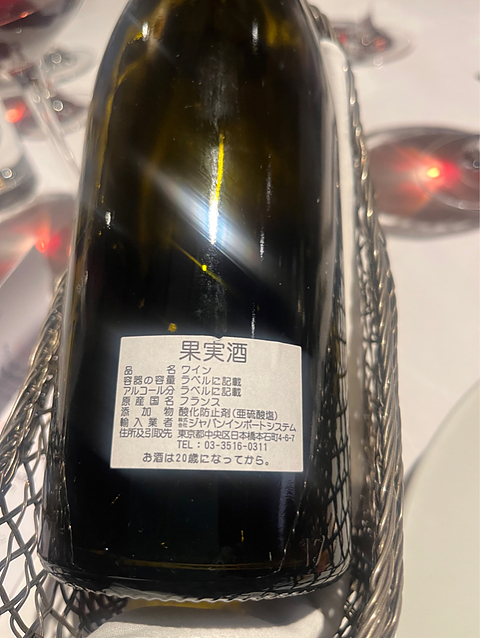 果実酒
品 名 ワイン
容器の容量 ラベルに記載
アルコール分 ラベルに記載
原産国名 フランス
添加物 酸化防止剤(亜硫酸塩)
輸入業者 株式会社ジャパンインポートシステム
住所及引取先 東京都中央区日本橋本石町4-6-7
TEL:03-3516-0311
お酒は20歳になってから。